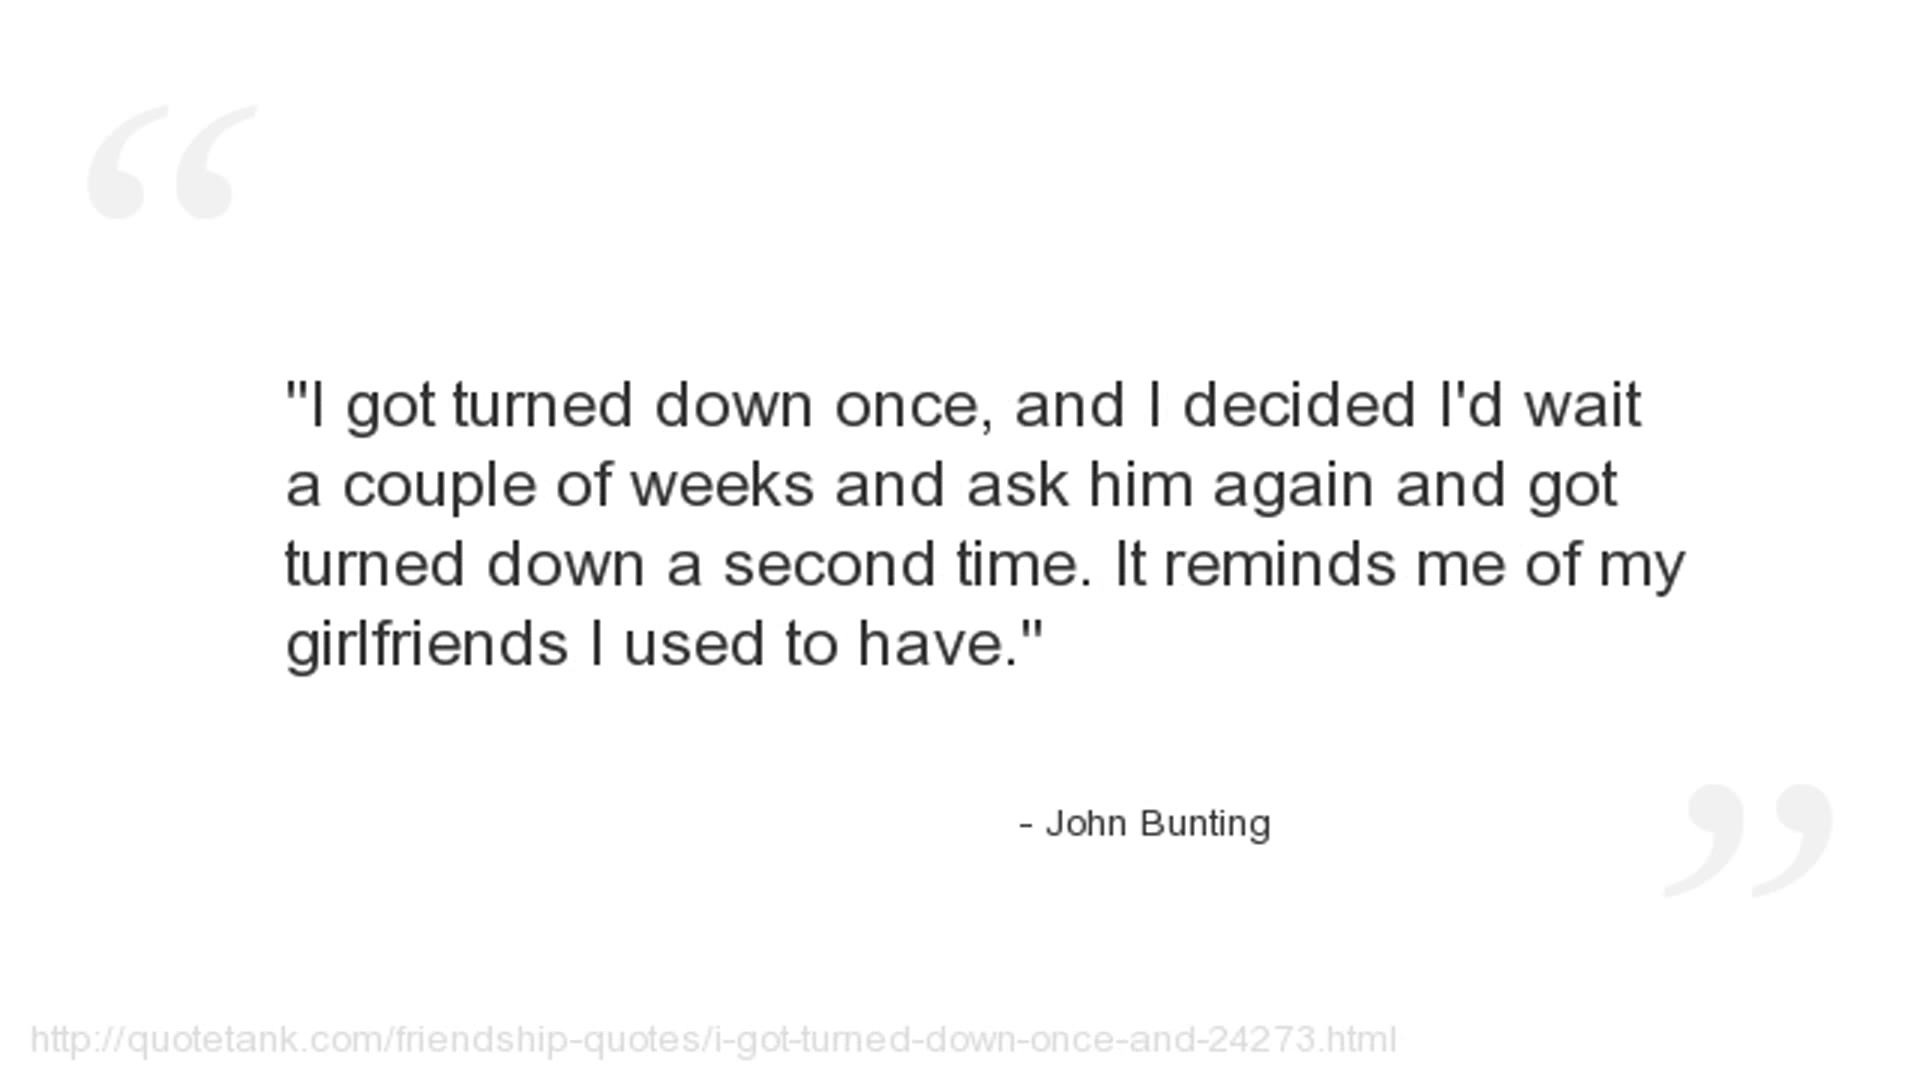 "I got turned down once, and I decided I'd wait
a couple of weeks and ask him again and got
turned down a second time. It reminds me of my
girlfriends I used to have."
- John Bunting
http://quotetank.com/friendship-quotes/i-got-turned-down-once-and-24273.html